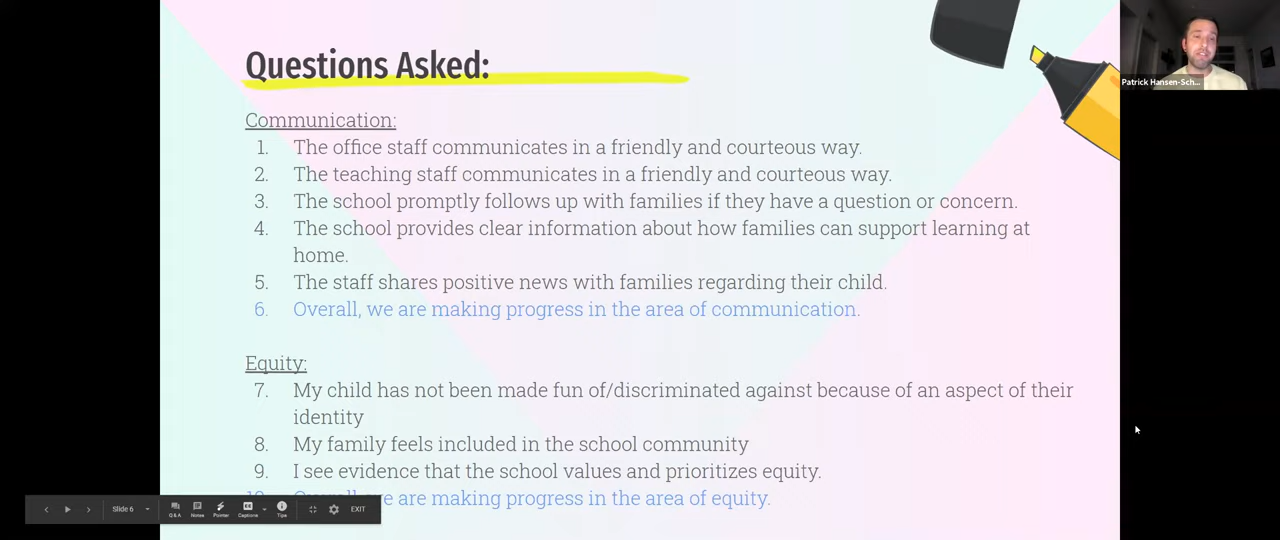 Questions Asked:
Patrick Hansen-Sch...
Communication:
1. The office staff communicates in a friendly and courteous way.
2. The teaching staff communicates in a friendly and courteous way.
3. The school promptly follows up with families if they have a question or concern.
4. The school provides clear information about how families can support learning at
home.
5. The staff shares positive news with families regarding their child.
6. Overall, we are making progress in the area of communication.
Equity:
7. My child has not been made fun of/discriminated against because of an aspect of their
identity
8. My family feels included in the school community
9. I see evidence that the school values and prioritizes equity.
are making progress in the area of equity.
Slide 6
Q & A Notes Pointer Captions Tips EXIT